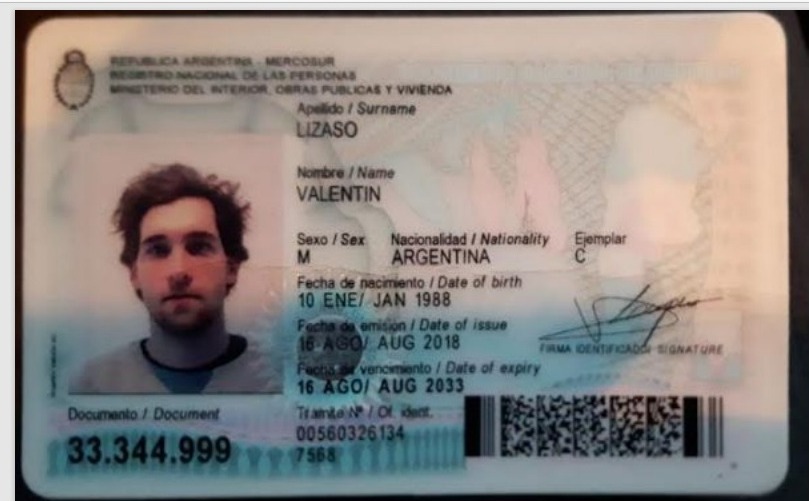 REPUBLICA ARGENTINA - MERCOSUR
REGISTRO NACIONAL DE LAS PERSONAS
MINISTERIO DEL INTERIOR, OBRAS PUBLICAS Y VIVIENDA
Apellido / Surname
LIZASO
Nombre / Name
VALENTIN
Sexo / Sex Nacionalidad / Nationality Ejemplar
M ARGENTINA C
Fecha de nacimiento / Date of birth
10 ENE/ JAN 1988
Fecha de emisión / Date of issue
16 AGO/ AUG 2018
FIRMA IDENTIFICADO/ SIGNATURE
Fecha de vencimiento / Date of expiry
16 AGO/ AUG 2033
Documento / Document
33.344.999
Trámite Nº / Of. ident.
00560326134
7568